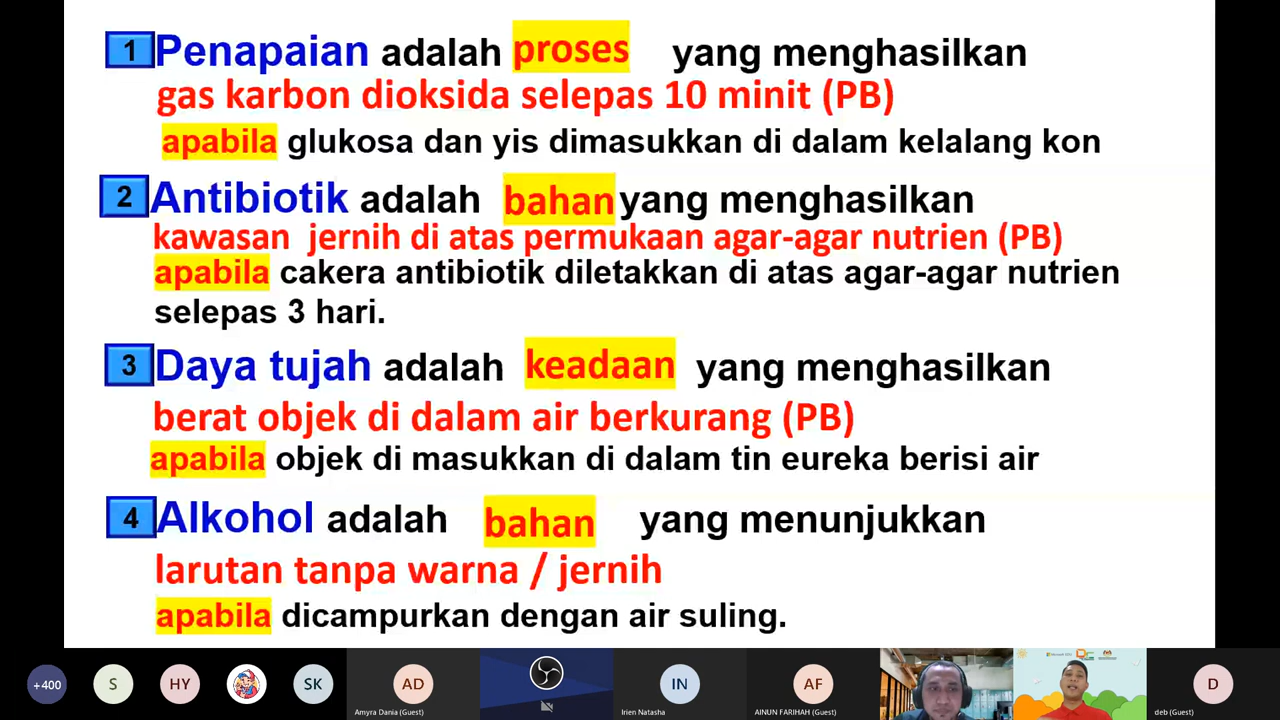 1 Penapaian adalah proses yang menghasilkan
gas karbon dioksida selepas 10 minit (PB)
apabila glukosa dan yis dimasukkan di dalam kelalang kon
2 Antibiotik adalah bahan yang menghasilkan
kawasan jernih di atas permukaan agar-agar nutrien (PB)
apabila cakera antibiotik diletakkan di atas agar-agar nutrien
selepas 3 hari.
3 Daya tujah adalah keadaan yang menghasilkan
berat objek di dalam air berkurang (PB)
apabila objek di masukkan di dalam tin eureka berisi air
4 Alkohol adalah bahan yang menunjukkan
larutan tanpa warna / jernih
apabila dicampurkan dengan air suling.
+400 S HY SK AD IN AF D
Amyra Dania (Guest) Irien Natasha AINUN FARIHAH (Guest) deb (Guest)